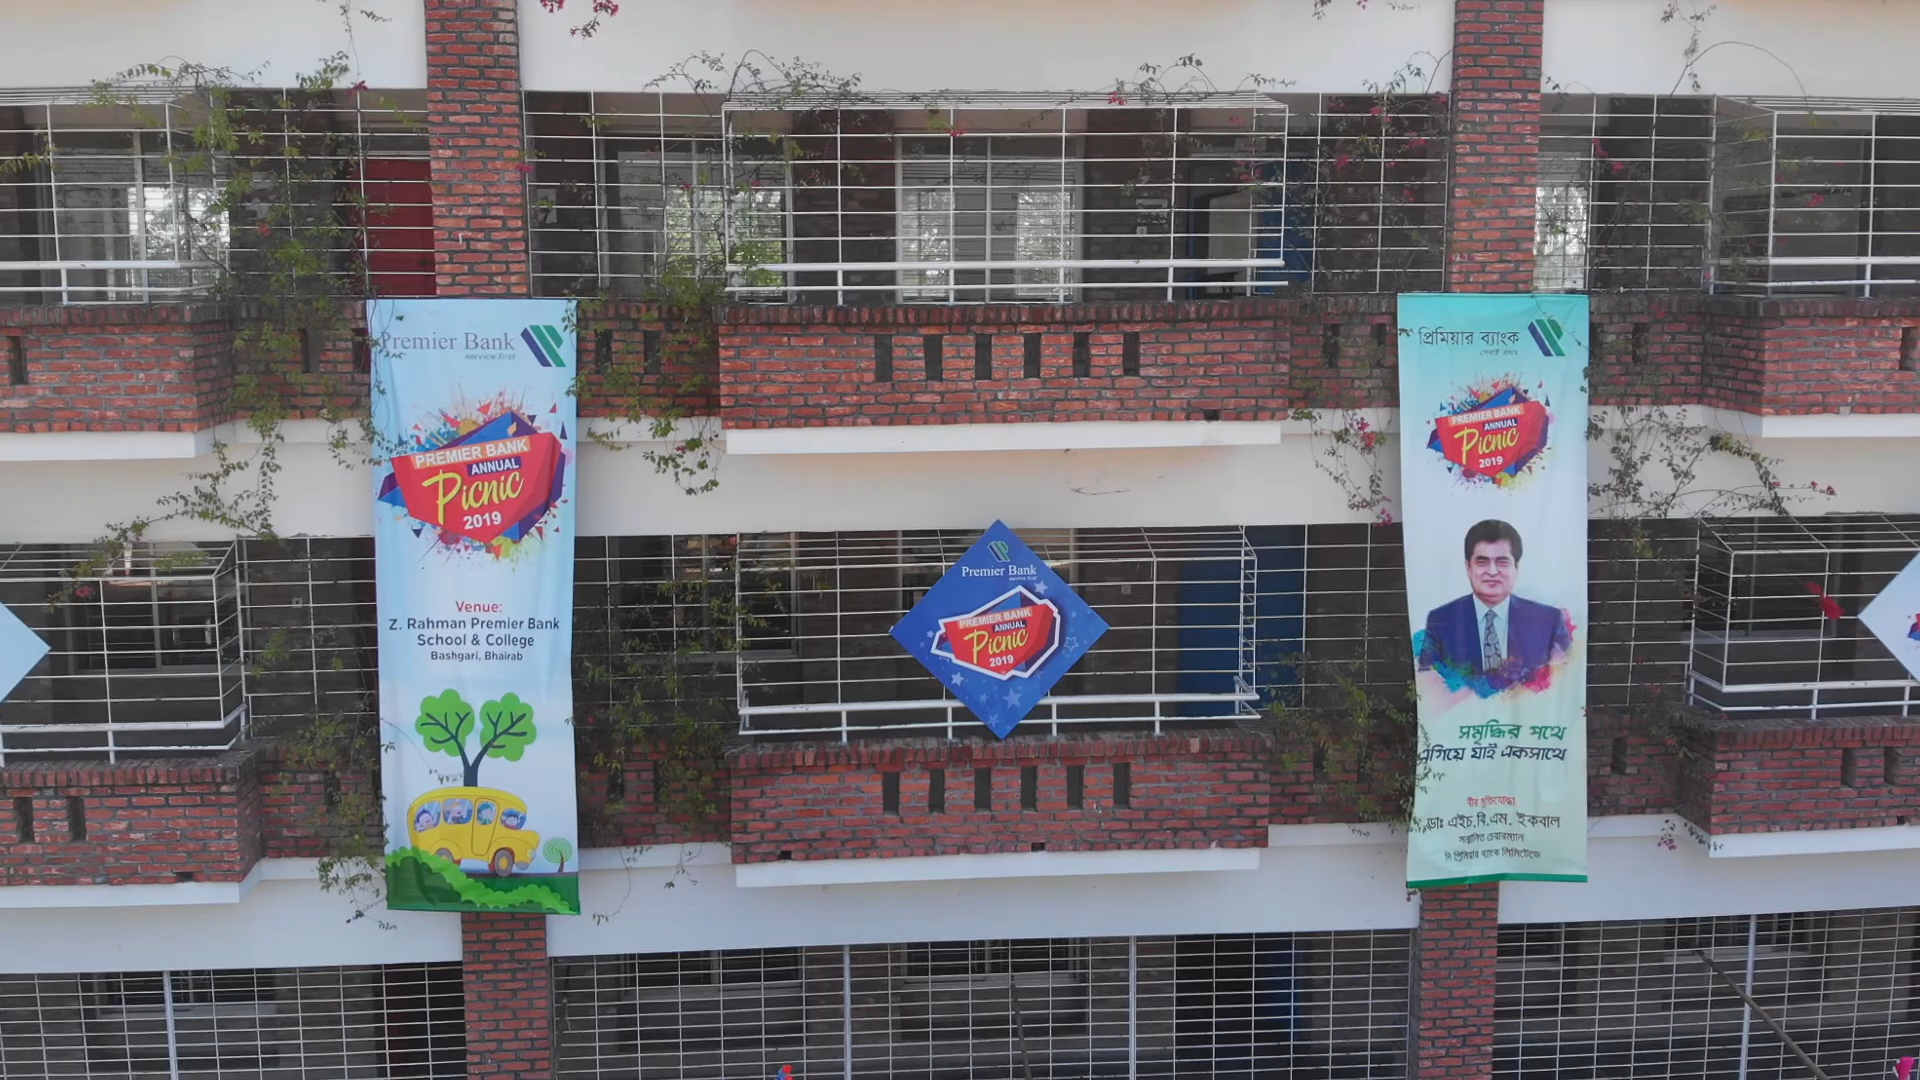 Premier Bank
service first
PREMIER BANK
ANNUAL
Picnic
2019
Venue:
Z. Rahman Premier Bank
School & College
Bashgari, Bhairab
Premier Bank
service first
PREMIER BANK
ANNUAL
Picnic
2019
প্রিমিয়ার ব্যাংক
সেবাই প্রথম
PREMIER BANK
ANNUAL
Picnic
2019
সমৃদ্ধির পথে
এগিয়ে যাই একসাথে
বীর মুক্তিযোদ্ধা
ডাঃ এইচ.বি.এম. ইকবাল
সম্মানিত চেয়ারম্যান
দি প্রিমিয়ার ব্যাংক লিমিটেড